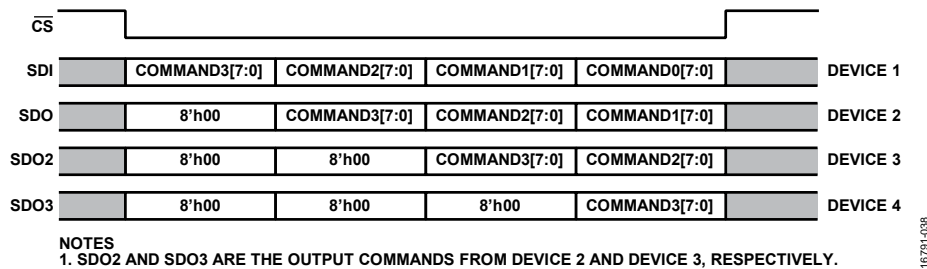 CS
SDI COMMAND3[7:0] COMMAND2[7:0] COMMAND1[7:0] COMMAND0[7:0] DEVICE 1
SDO 8'h00 COMMAND3[7:0] COMMAND2[7:0] COMMAND1[7:0] DEVICE 2
SDO2 8'h00 8'h00 COMMAND3[7:0] COMMAND2[7:0] DEVICE 3
SDO3 8'h00 8'h00 8'h00 COMMAND3[7:0] DEVICE 4
NOTES
1. SDO2 AND SDO3 ARE THE OUTPUT COMMANDS FROM DEVICE 2 AND DEVICE 3, RESPECTIVELY.
16791-038